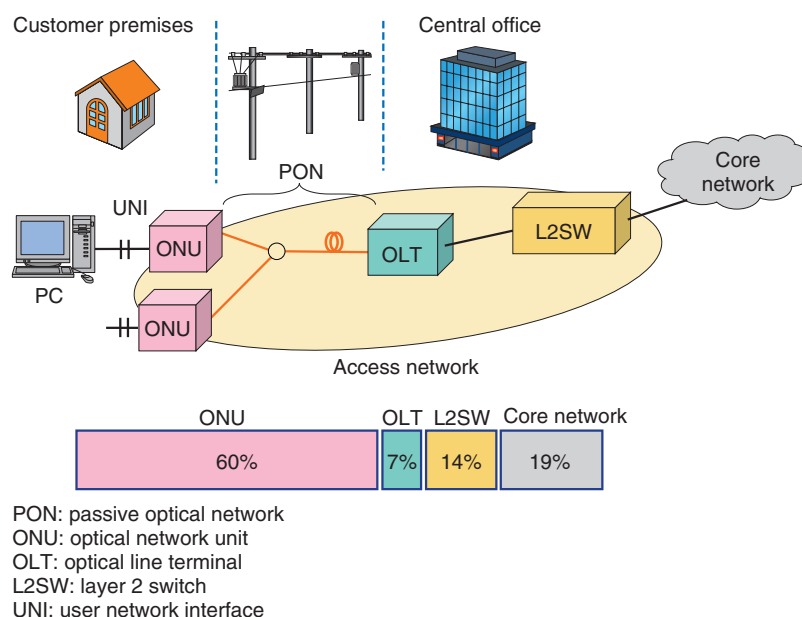 Customer premises
Central office
PON
Core
network
UNI
ONU
OLT
L2SW
PC
ONU
Access network
ONU
OLT
L2SW
Core network
60%
7%
14%
19%
PON: passive optical network
ONU: optical network unit
OLT: optical line terminal
L2SW: layer 2 switch
UNI: user network interface